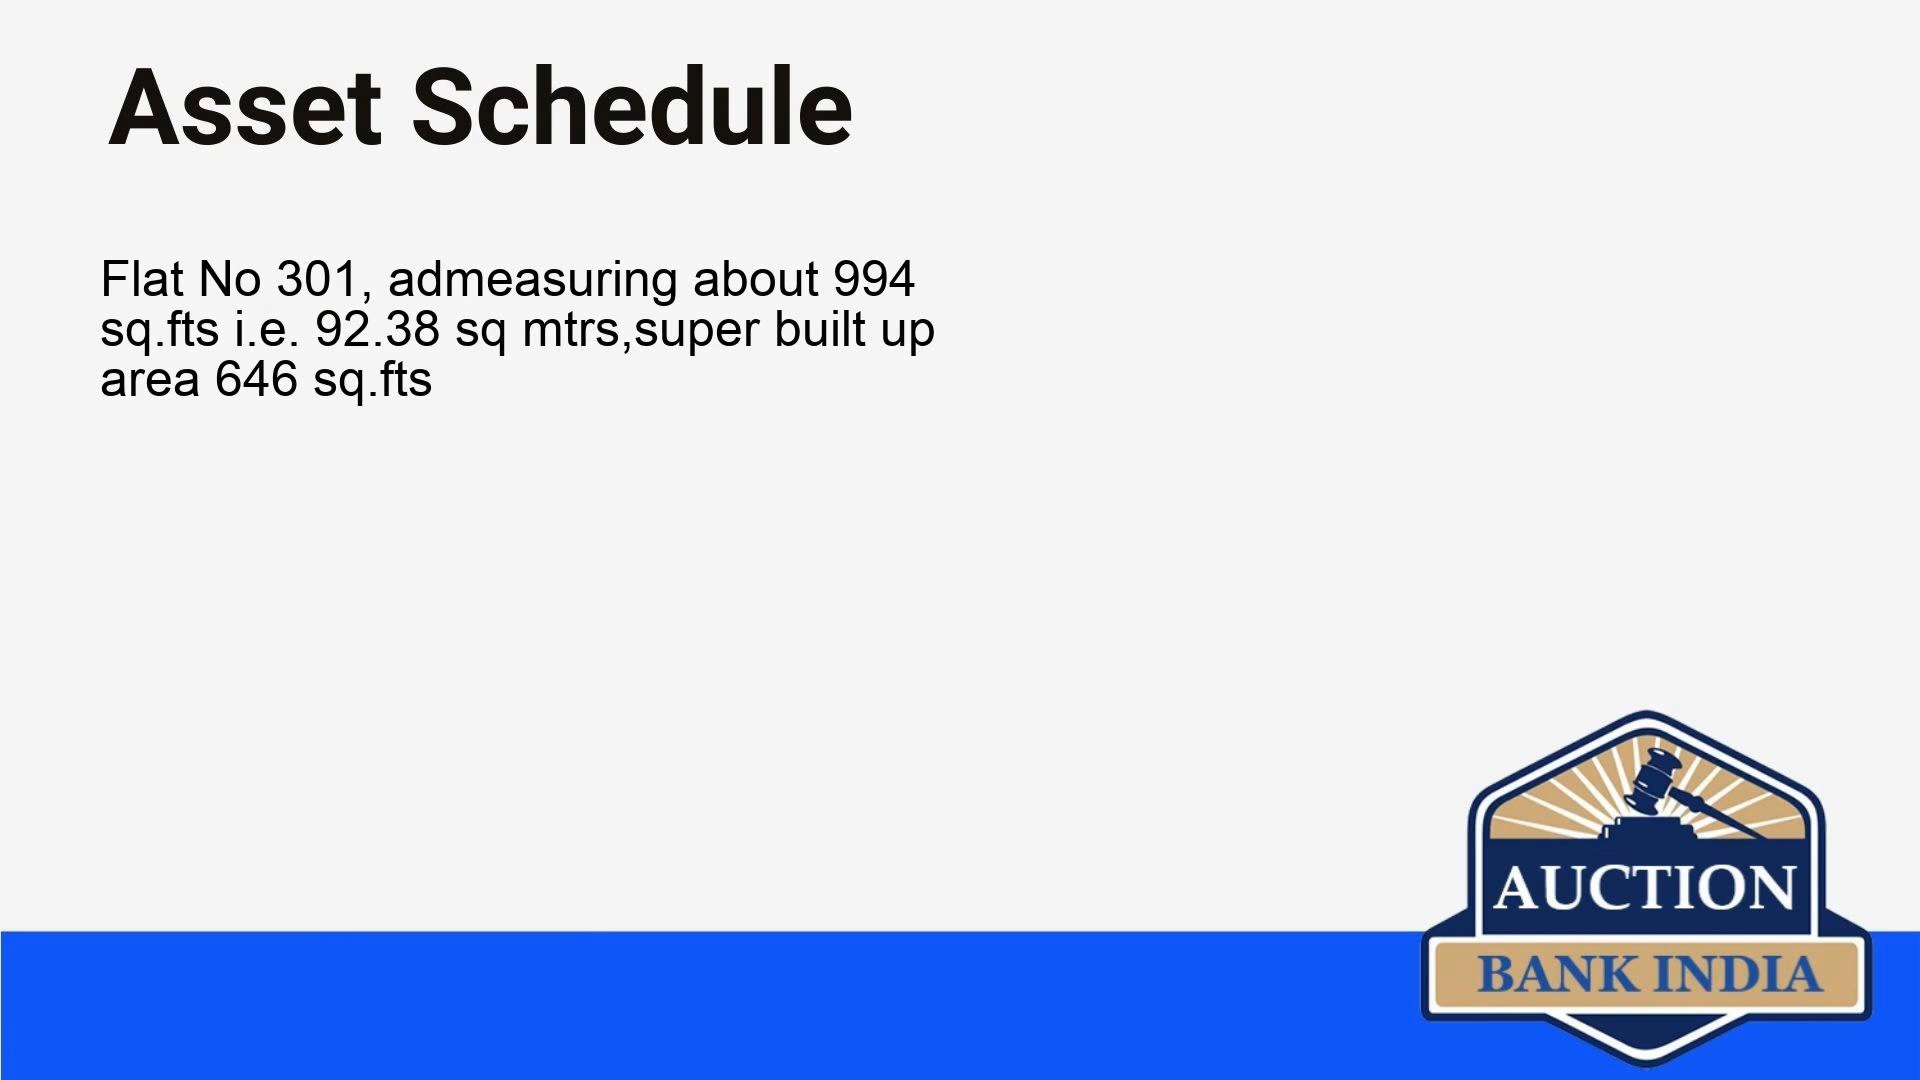 Asset Schedule
Flat No 301, admeasuring about 994
sq.fts i.e. 92.38 sq mtrs,super built up
area 646 sq.fts
AUCTION
BANK INDIA